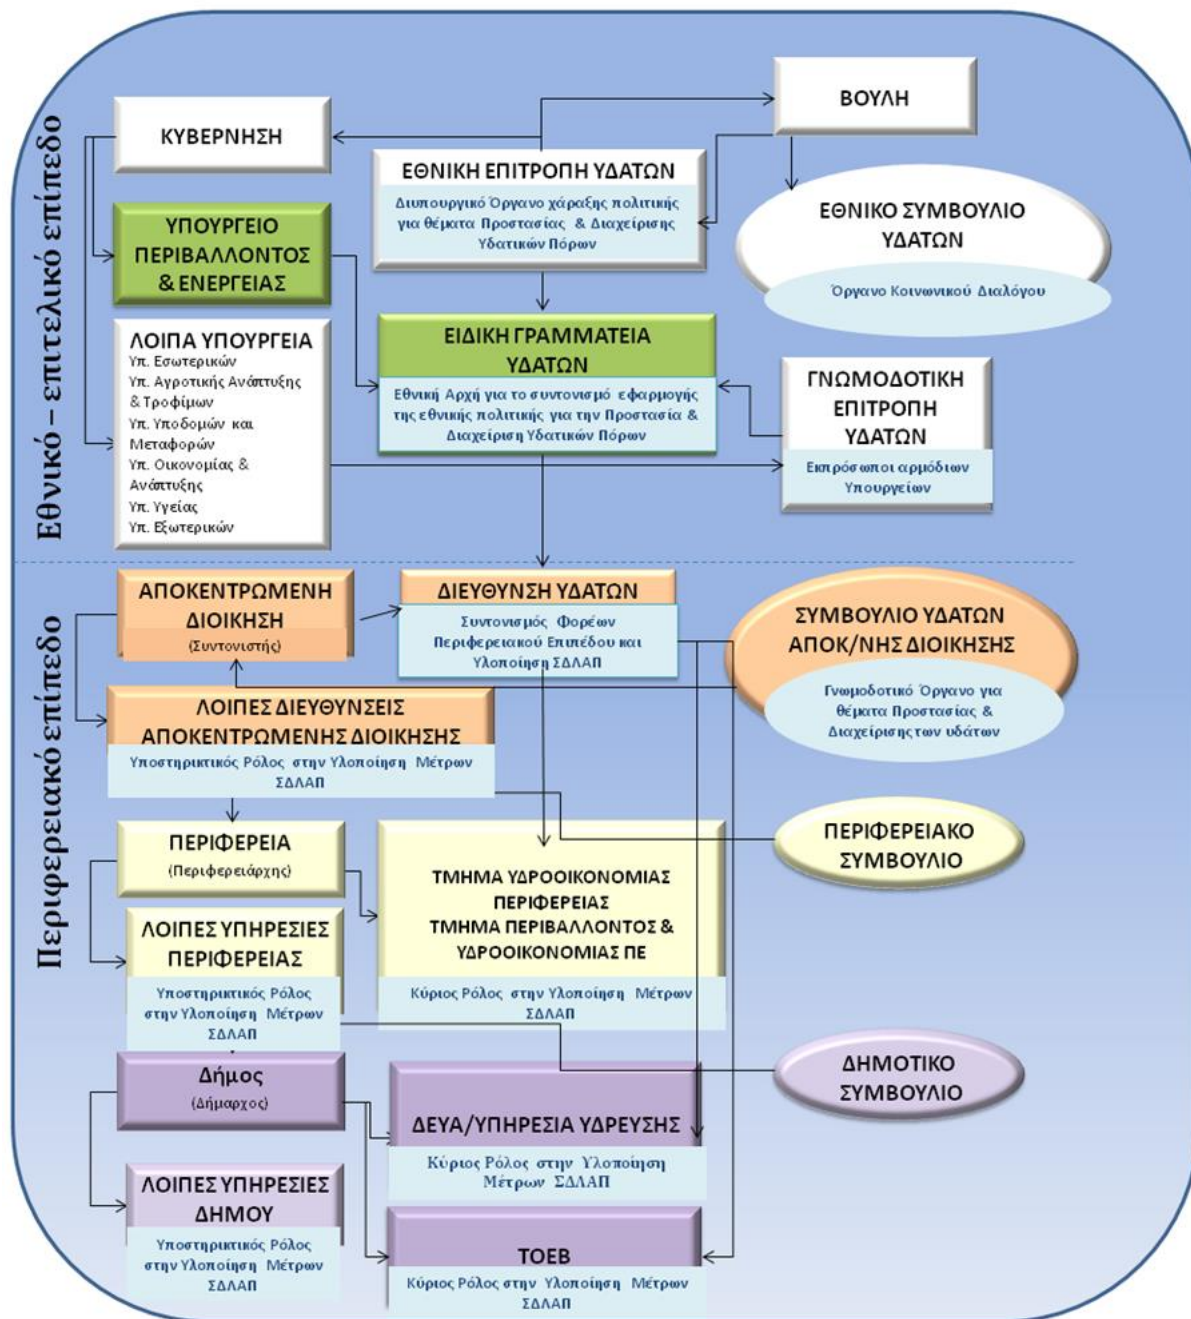 Εθνικό – επιτελικό επίπεδο
ΒΟΥΛΗ
ΚΥΒΕΡΝΗΣΗ
ΕΘΝΙΚΗ ΕΠΙΤΡΟΠΗ ΥΔΑΤΩΝ
Διυπουργικό Όργανο χάραξης πολιτικής
για θέματα Προστασίας & Διαχείρισης
Υδατικών Πόρων
ΕΘΝΙΚΟ ΣΥΜΒΟΥΛΙΟ
ΥΔΑΤΩΝ
Όργανο Κοινωνικού Διαλόγου
ΥΠΟΥΡΓΕΙΟ
ΠΕΡΙΒΑΛΛΟΝΤΟΣ
& ΕΝΕΡΓΕΙΑΣ
ΛΟΙΠΑ ΥΠΟΥΡΓΕΙΑ
Υπ. Εσωτερικών
Υπ. Αγροτικής Ανάπτυξης
& Τροφίμων
Υπ. Υποδομών και
Μεταφορών
Υπ. Οικονομίας &
Ανάπτυξης
Υπ. Υγείας
Υπ. Εξωτερικών
ΕΙΔΙΚΗ ΓΡΑΜΜΑΤΕΙΑ
ΥΔΑΤΩΝ
Εθνική Αρχή για το συντονισμό εφαρμογής
της εθνικής πολιτικής για την Προστασία &
Διαχείριση Υδατικών Πόρων
ΓΝΩΜΟΔΟΤΙΚΗ
ΕΠΙΤΡΟΠΗ
ΥΔΑΤΩΝ
Εκπρόσωποι αρμόδιων
Υπουργείων
Περιφερειακό επίπεδο
ΑΠΟΚΕΝΤΡΩΜΕΝΗ
ΔΙΟΙΚΗΣΗ
(Συντονιστής)
ΔΙΕΥΘΥΝΣΗ ΥΔΑΤΩΝ
Συντονισμός Φορέων
Περιφερειακού Επιπέδου και
Υλοποίηση ΣΔΛΑΠ
ΣΥΜΒΟΥΛΙΟ ΥΔΑΤΩΝ
ΑΠΟΚ/ΝΗΣ ΔΙΟΙΚΗΣΗΣ
Γνωμοδοτικό Όργανο για
θέματα Προστασίας &
Διαχείρισης των υδάτων
ΛΟΙΠΕΣ ΔΙΕΥΘΥΝΣΕΙΣ
ΑΠΟΚΕΝΤΡΩΜΕΝΗΣ ΔΙΟΙΚΗΣΗΣ
Υποστηρικτικός Ρόλος στην Υλοποίηση Μέτρων
ΣΔΛΑΠ
ΠΕΡΙΦΕΡΕΙΑ
(Περιφερειάρχης)
ΠΕΡΙΦΕΡΕΙΑΚΟ
ΣΥΜΒΟΥΛΙΟ
ΤΜΗΜΑ ΥΔΡΟΟΙΚΟΝΟΜΙΑΣ
ΠΕΡΙΦΕΡΕΙΑΣ
ΤΜΗΜΑ ΠΕΡΙΒΑΛΛΟΝΤΟΣ &
ΥΔΡΟΟΙΚΟΝΟΜΙΑΣ ΠΕ
Κύριος Ρόλος στην Υλοποίηση Μέτρων
ΣΔΛΑΠ
ΛΟΙΠΕΣ ΥΠΗΡΕΣΙΕΣ
ΠΕΡΙΦΕΡΕΙΑΣ
Υποστηρικτικός Ρόλος
στην Υλοποίηση Μέτρων
ΣΔΛΑΠ
Δήμος
(Δήμαρχος)
ΔΗΜΟΤΙΚΟ
ΣΥΜΒΟΥΛΙΟ
ΔΕΥΑ/ΥΠΗΡΕΣΙΑ ΥΔΡΕΥΣΗΣ
Κύριος Ρόλος στην Υλοποίηση
Μέτρων ΣΔΛΑΠ
ΛΟΙΠΕΣ ΥΠΗΡΕΣΙΕΣ
ΔΗΜΟΥ
Υποστηρικτικός Ρόλος
στην Υλοποίηση Μέτρων
ΣΔΛΑΠ
ΤΟΕΒ
Κύριος Ρόλος στην Υλοποίηση Μέτρων
ΣΔΛΑΠ